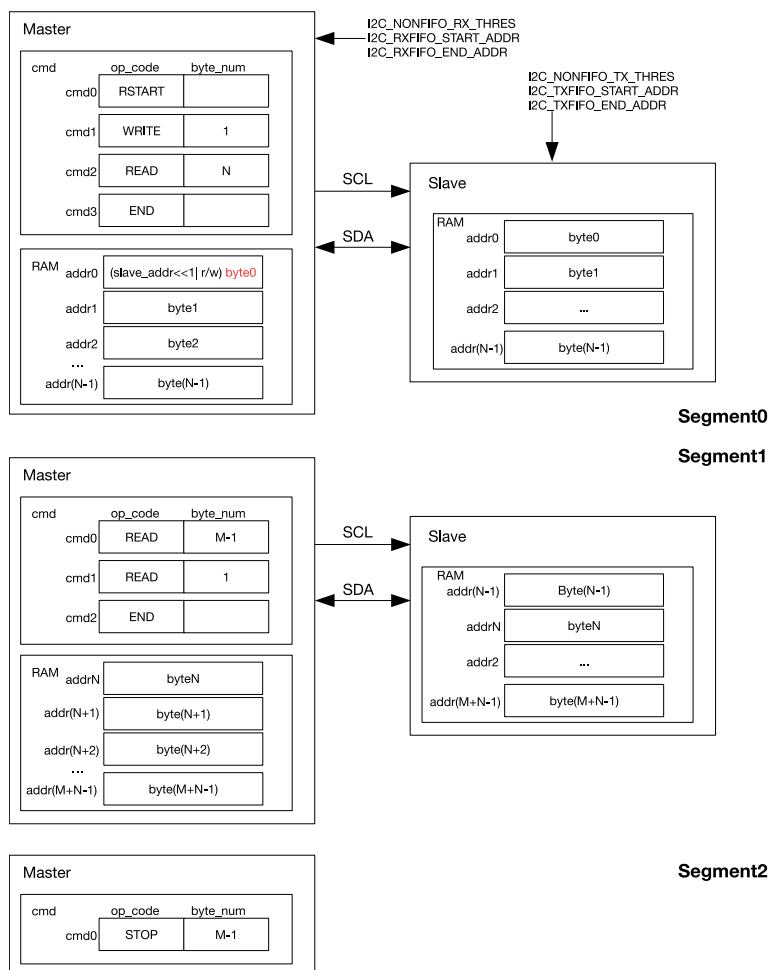 Master
I2C_NONFIFO_RX_THRES
I2C_RXFIFO_START_ADDR
I2C_RXFIFO_END_ADDR
cmd op_code byte_num
cmd0 RSTART
cmd1 WRITE 1
cmd2 READ N
cmd3 END
RAM
addr0 (slave_addr<<1| r/w) byte0
addr1 byte1
addr2 byte2
...
addr(N-1) byte(N-1)
SCL
SDA
I2C_NONFIFO_TX_THRES
I2C_TXFIFO_START_ADDR
I2C_TXFIFO_END_ADDR
Slave
RAM
addr0 byte0
addr1 byte1
addr2 ...
addr(N-1) byte(N-1)
Segment0
Segment1
Master
cmd op_code byte_num
cmd0 READ M-1
cmd1 READ 1
cmd2 END
RAM
addrN byteN
addr(N+1) byte(N+1)
addr(N+2) byte(N+2)
...
addr(M+N-1) byte(M+N-1)
SCL
SDA
Slave
RAM
addr(N-1) Byte(N-1)
addrN byteN
addr2 ...
addr(M+N-1) byte(M+N-1)
Segment2
Master
cmd op_code byte_num
cmd0 STOP M-1